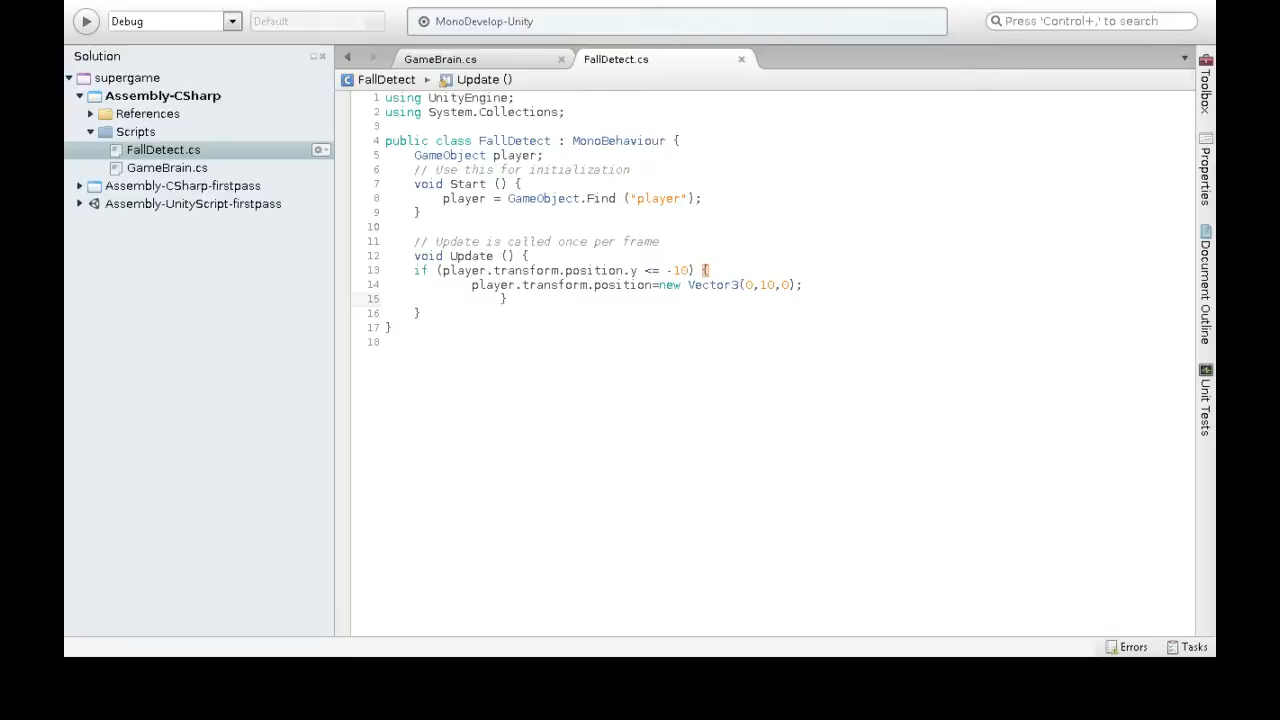 Debug
Default
MonoDevelop-Unity
Press 'Control+,' to search
Solution
supergame
Assembly-CSharp
References
Scripts
FallDetect.cs
GameBrain.cs
Assembly-CSharp-firstpass
Assembly-UnityScript-firstpass
GameBrain.cs
FallDetect.cs
FallDetect
Update ()
1 using UnityEngine;
2 using System.Collections;
3
4 public class FallDetect : MonoBehaviour {
5 GameObject player;
6 // Use this for initialization
7 void Start () {
8 player = GameObject.Find ("player");
9 }
10
11 // Update is called once per frame
12 void Update () {
13 if (player.transform.position.y <= -10) {
14 player.transform.position=new Vector3(0,10,0);
15 }
16 }
17 }
18
Toolbox
Properties
Document Outline
Unit Tests
Errors
Tasks